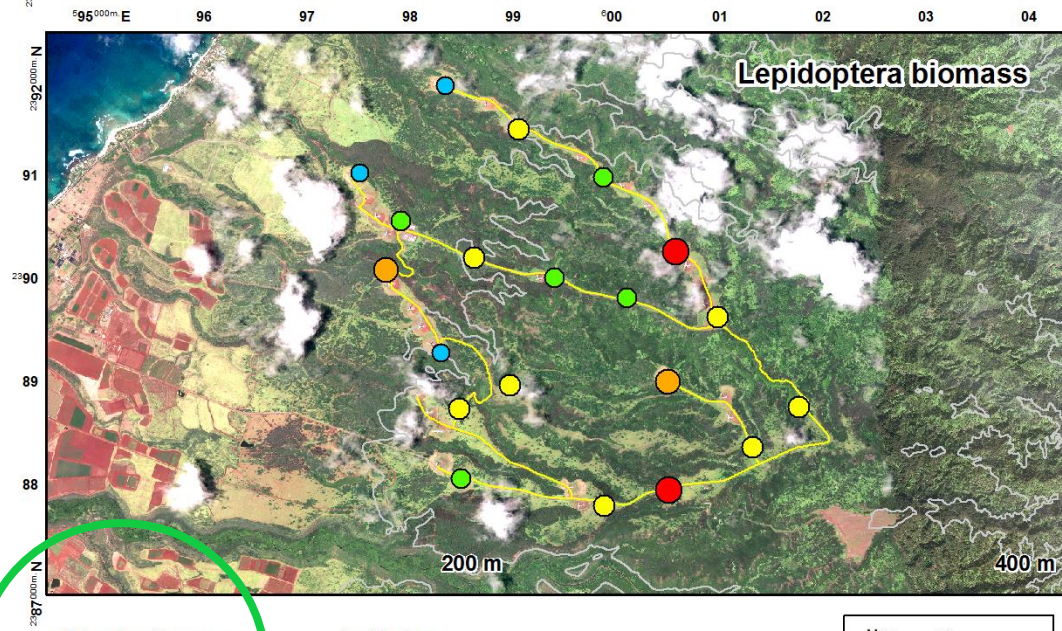 ⁵95⁰⁰⁰ᵐ· E 96 97 98 99 ⁶00 01 02 03 04
Lepidoptera biomass
²³92⁰⁰⁰ᵐ· N
91
²³90
89
88
200 m 400 m
²³87⁰⁰⁰ᵐ· N